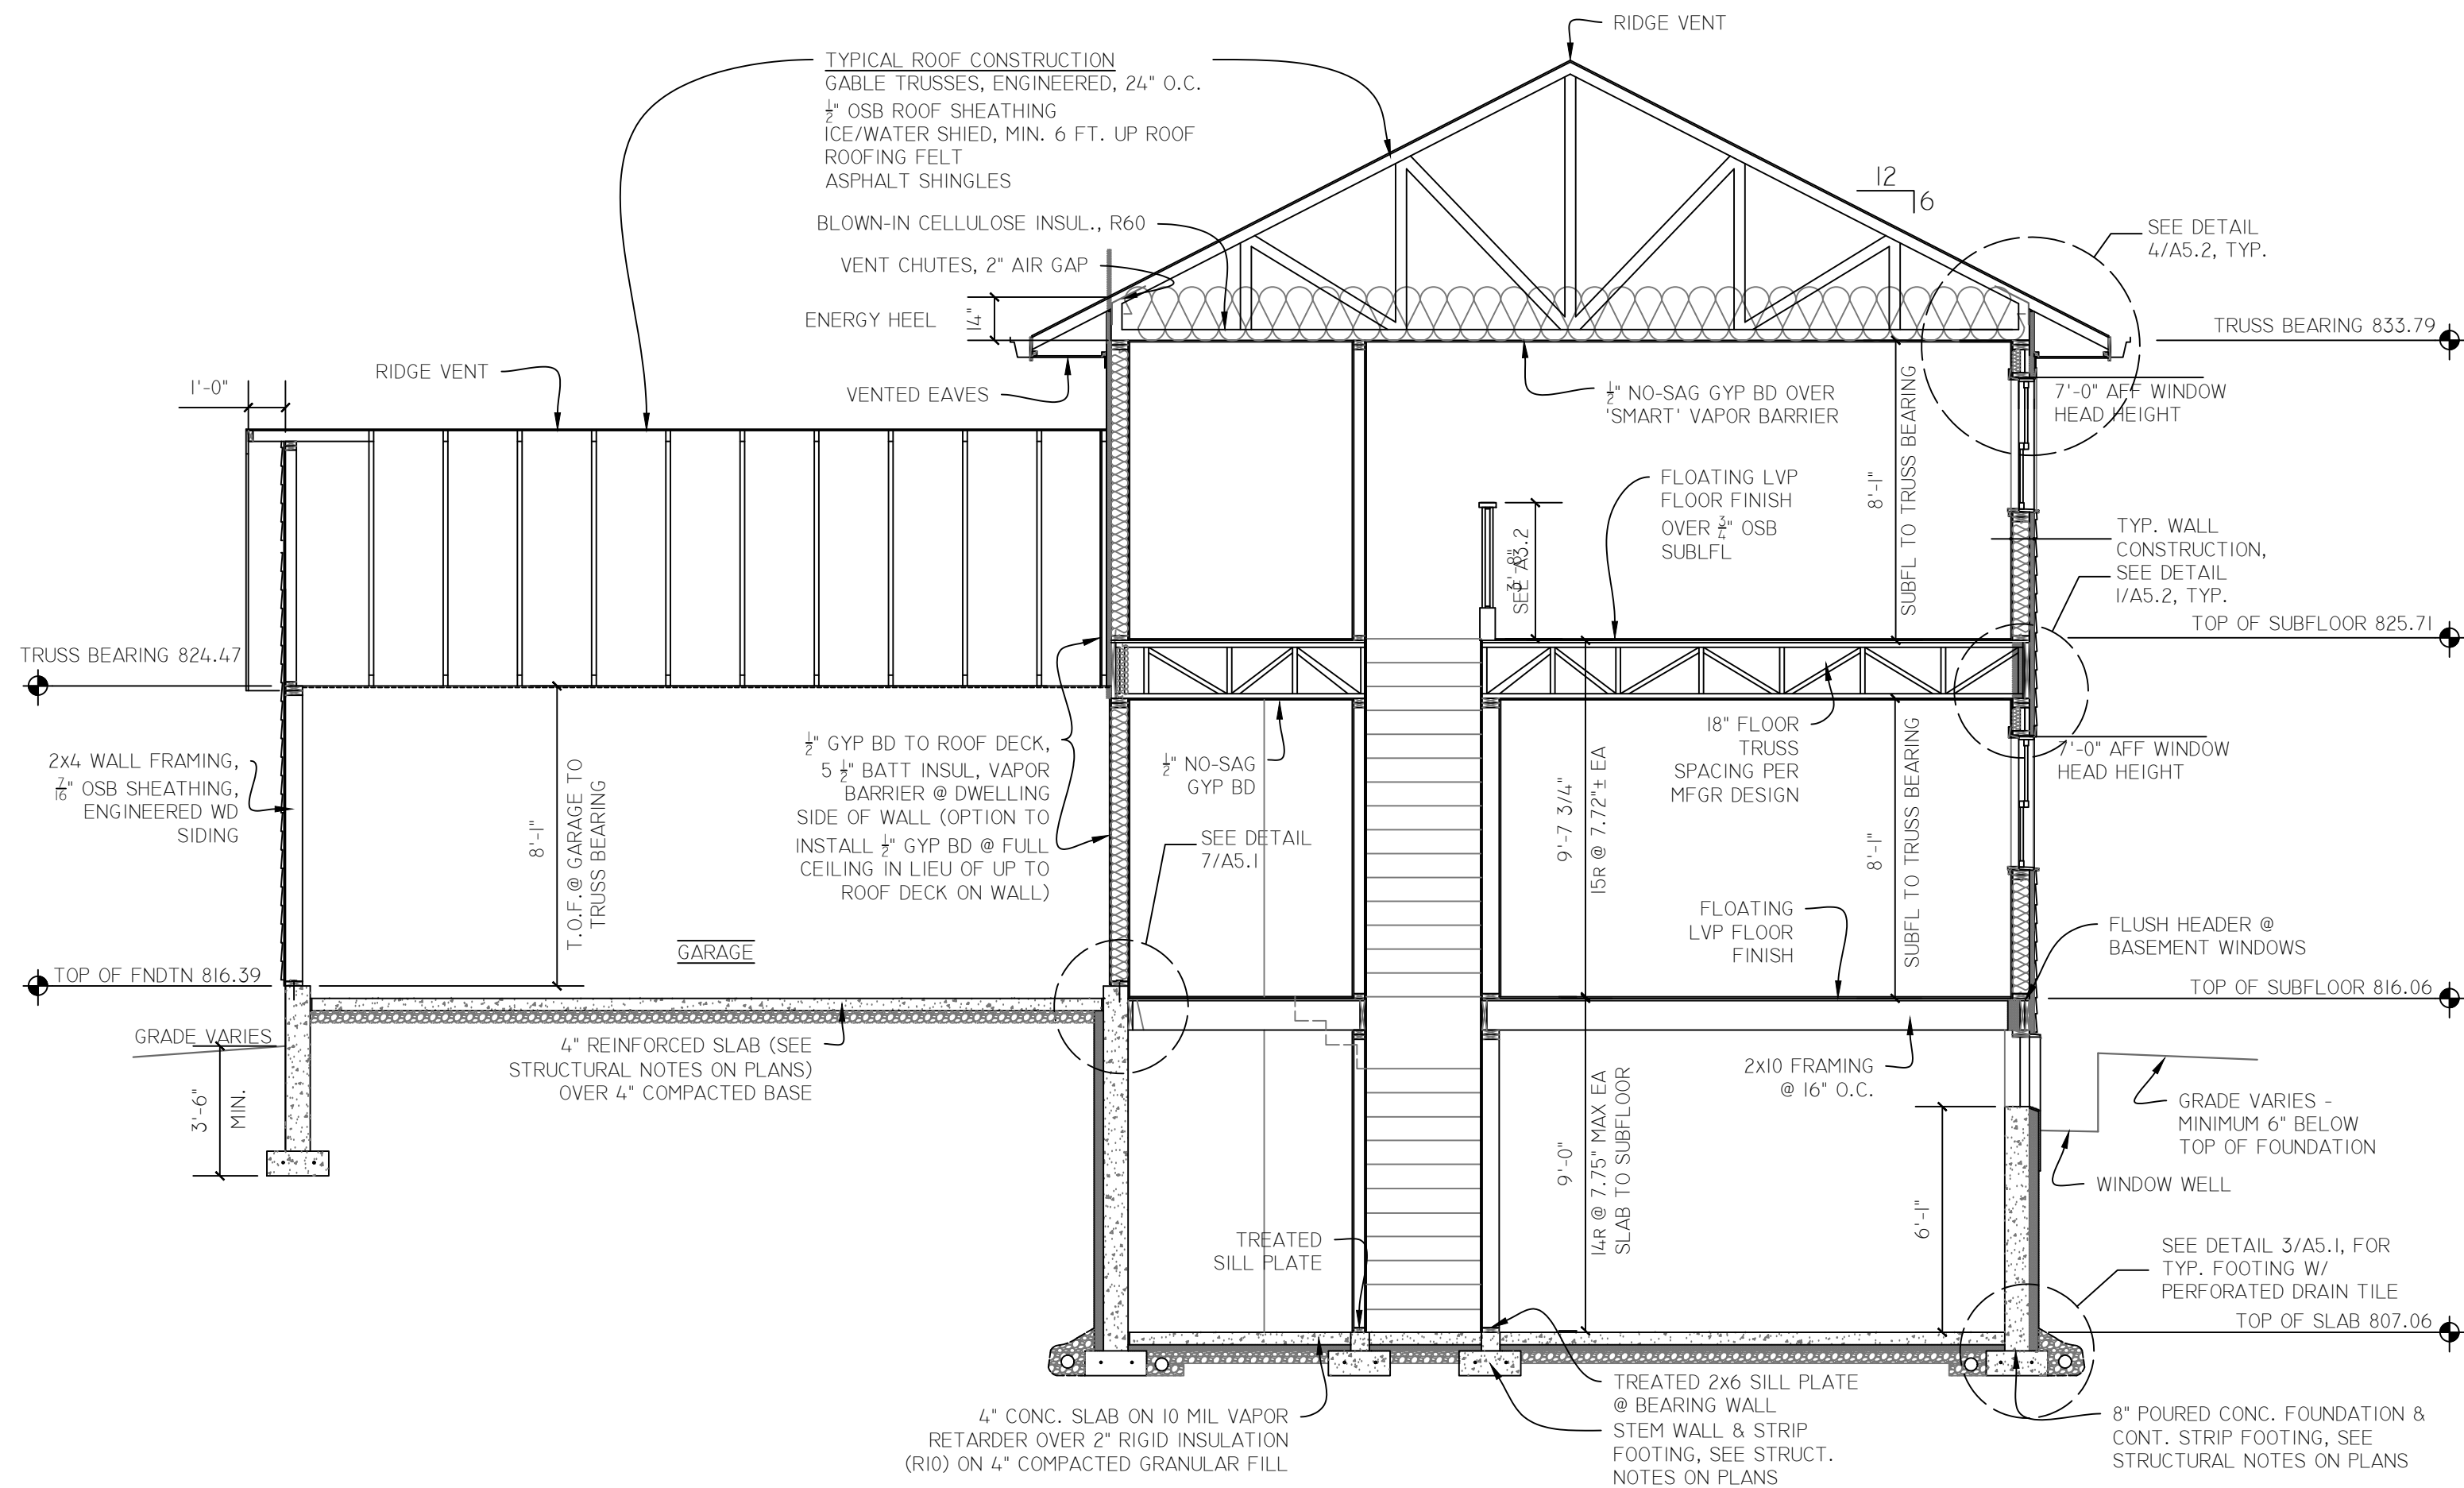 RIDGE VENT
TYPICAL ROOF CONSTRUCTION
GABLE TRUSSES, ENGINEERED, 24" O.C.
1/2" OSB ROOF SHEATHING
ICE/WATER SHIED, MIN. 6 FT. UP ROOF
ROOFING FELT
ASPHALT SHINGLES
12
6
BLOWN-IN CELLULOSE INSUL., R60
VENT CHUTES, 2" AIR GAP
ENERGY HEEL
14"
VENTED EAVES
SEE DETAIL
4/A5.2, TYP.
TRUSS BEARING 833.79
RIDGE VENT
1'-0"
1/2" NO-SAG GYP BD OVER
'SMART' VAPOR BARRIER
7'-0" AFF WINDOW
HEAD HEIGHT
8'-1"
SUBFL TO TRUSS BEARING
FLOATING LVP
FLOOR FINISH
OVER 3/4" OSB
SUBLFL
3'-8"
SEE A3.2
TYP. WALL
CONSTRUCTION,
SEE DETAIL
1/A5.2, TYP.
TOP OF SUBFLOOR 825.71
TRUSS BEARING 824.47
2x4 WALL FRAMING,
7/16" OSB SHEATHING,
ENGINEERED WD
SIDING
8'-1"
T.O.F.@ GARAGE TO
TRUSS BEARING
1/2" GYP BD TO ROOF DECK,
5 1/2" BATT INSUL, VAPOR
BARRIER @ DWELLING
SIDE OF WALL (OPTION TO
INSTALL 1/2" GYP BD @ FULL
CEILING IN LIEU OF UP TO
ROOF DECK ON WALL)
1/2" NO-SAG
GYP BD
SEE DETAIL
7/A5.1
9'-7 3/4"
15R @ 7.72"± EA
18" FLOOR
TRUSS
SPACING PER
MFGR DESIGN
8'-1"
SUBFL TO TRUSS BEARING
7'-0" AFF WINDOW
HEAD HEIGHT
FLOATING
LVP FLOOR
FINISH
FLUSH HEADER @
BASEMENT WINDOWS
GARAGE
TOP OF FNDTN 816.39
TOP OF SUBFLOOR 816.06
GRADE VARIES
3'-6"
MIN.
4" REINFORCED SLAB (SEE
STRUCTURAL NOTES ON PLANS)
OVER 4" COMPACTED BASE
9'-0"
14R @ 7.75" MAX EA
SLAB TO SUBFLOOR
2x10 FRAMING
@ 16" O.C.
6'-1"
GRADE VARIES -
MINIMUM 6" BELOW
TOP OF FOUNDATION
WINDOW WELL
TREATED
SILL PLATE
SEE DETAIL 3/A5.1, FOR
TYP. FOOTING W/
PERFORATED DRAIN TILE
TOP OF SLAB 807.06
4" CONC. SLAB ON 10 MIL VAPOR
RETARDER OVER 2" RIGID INSULATION
(R10) ON 4" COMPACTED GRANULAR FILL
TREATED 2x6 SILL PLATE
@ BEARING WALL
STEM WALL & STRIP
FOOTING, SEE STRUCT.
NOTES ON PLANS
8" POURED CONC. FOUNDATION &
CONT. STRIP FOOTING, SEE
STRUCTURAL NOTES ON PLANS